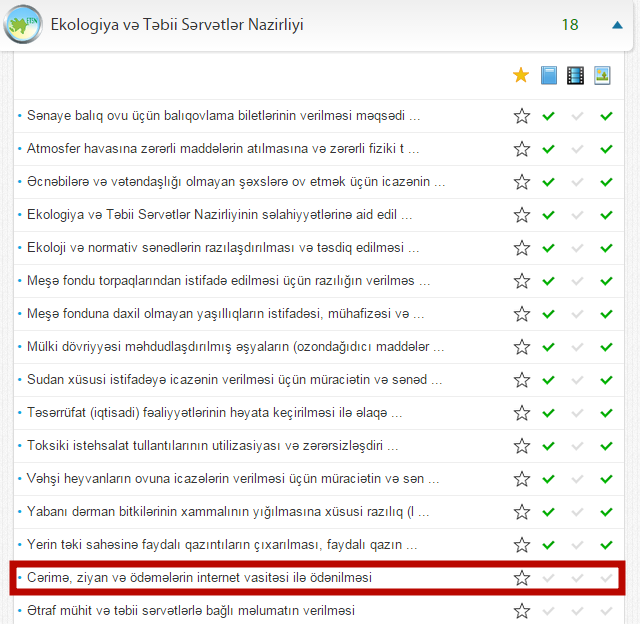 Ekologiya və Təbii Sərvətlər Nazirliyi 18
Sənaye balıq ovu üçün balıqovlama biletlərinin verilməsi məqsədi ...
Atmosfer havasına zərərli maddələrin atılmasına və zərərli fiziki t ...
Əcnəbilərə və vətəndaşlığı olmayan şəxslərə ov etmək üçün icazənin ...
Ekologiya və Təbii Sərvətlər Nazirliyinin səlahiyyətlərinə aid edil ...
Ekoloji və normativ sənədlərin razılaşdırılması və təsdiq edilməsi ...
Meşə fondu torpaqlarından istifadə edilməsi üçün razılığın verilməs ...
Meşə fonduna daxil olmayan yaşıllıqların istifadəsi, mühafizəsi və ...
Mülki dövriyyəsi məhdudlaşdırılmış əşyaların (ozondağıdıcı maddələr ...
Sudan xüsusi istifadəyə icazənin verilməsi üçün müraciətin və sənəd ...
Təsərrüfat (iqtisadi) fəaliyyətlərinin həyata keçirilməsi ilə əlaqə ...
Toksiki istehsalat tullantılarının utilizasiyası və zərərsizləşdiri ...
Vəhşi heyvanların ovuna icazələrin verilməsi üçün müraciətin və sən ...
Yabanı dərman bitkilərinin xammalının yığılmasına xüsusi razılıq (l ...
Yerin təki sahəsinə faydalı qazıntıların çıxarılması, faydalı qazın ...
Cərimə, ziyan və ödəmələrin internet vasitəsi ilə ödənilməsi
Ətraf mühit və təbii sərvətlərlə bağlı məlumatın verilməsi